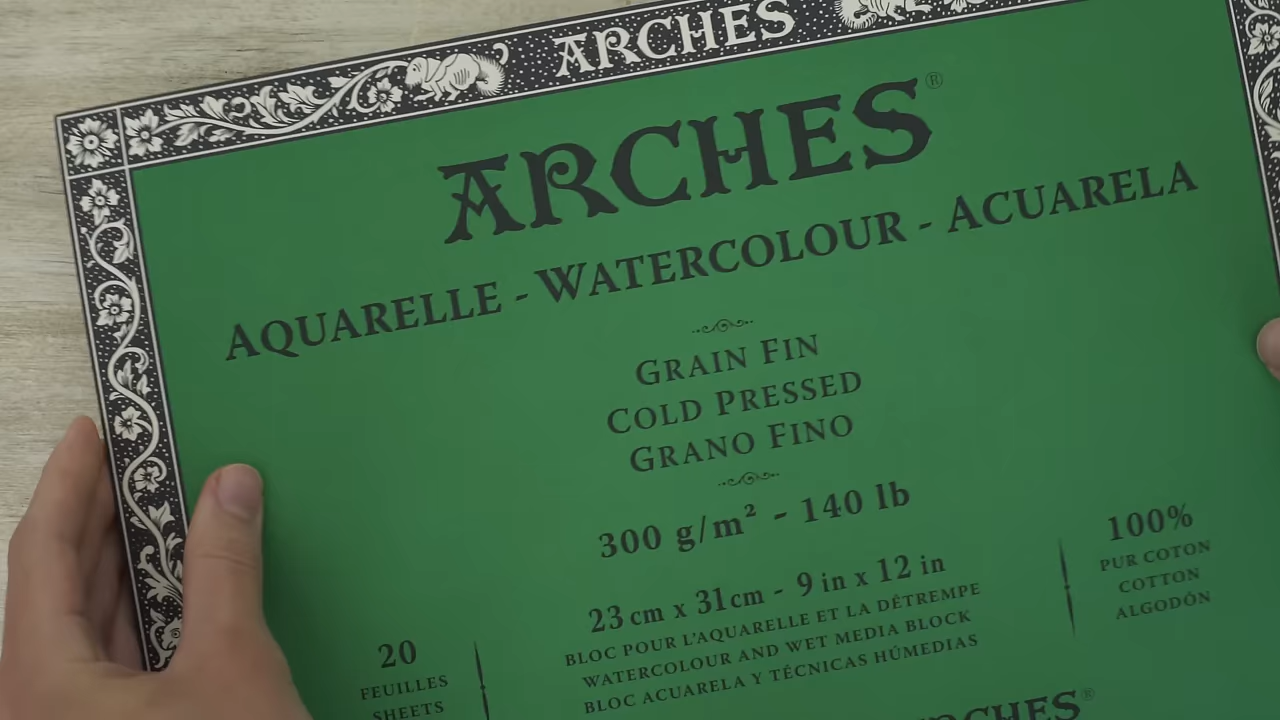 ARCHES
ARCHES®
AQUARELLE - WATERCOLOUR - ACUARELA
GRAIN FIN
COLD PRESSED
GRANO FINO
300 g/m² - 140 lb
23 cm x 31 cm - 9 in x 12 in
BLOC POUR L'AQUARELLE ET LA DÉTREMPE
WATERCOLOUR AND WET MEDIA BLOCK
BLOC ACUARELA Y TÉCNICAS HÚMEDIAS
100%
PUR COTON
COTTON
ALGODÓN
20
FEUILLES
SHEETS
ARCHES®